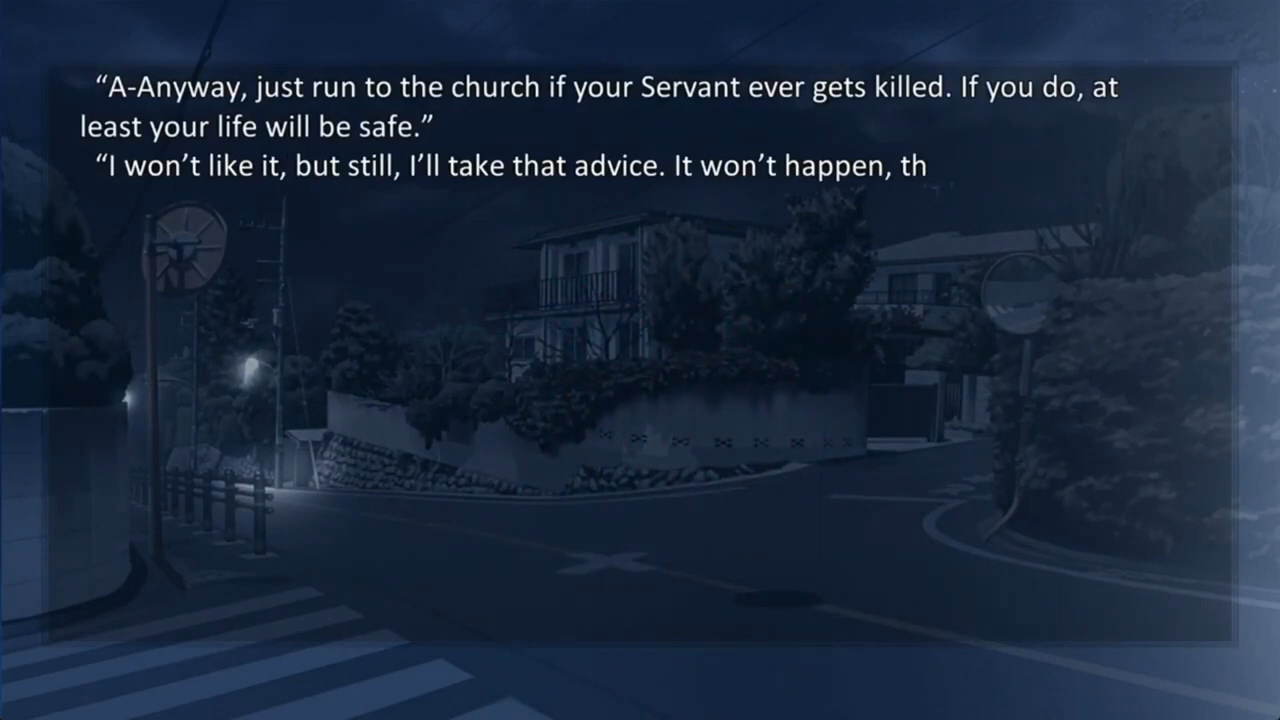 “A-Anyway, just run to the church if your Servant ever gets killed. If you do, at
least your life will be safe.”
“I won’t like it, but still, I’ll take that advice. It won’t happen, th